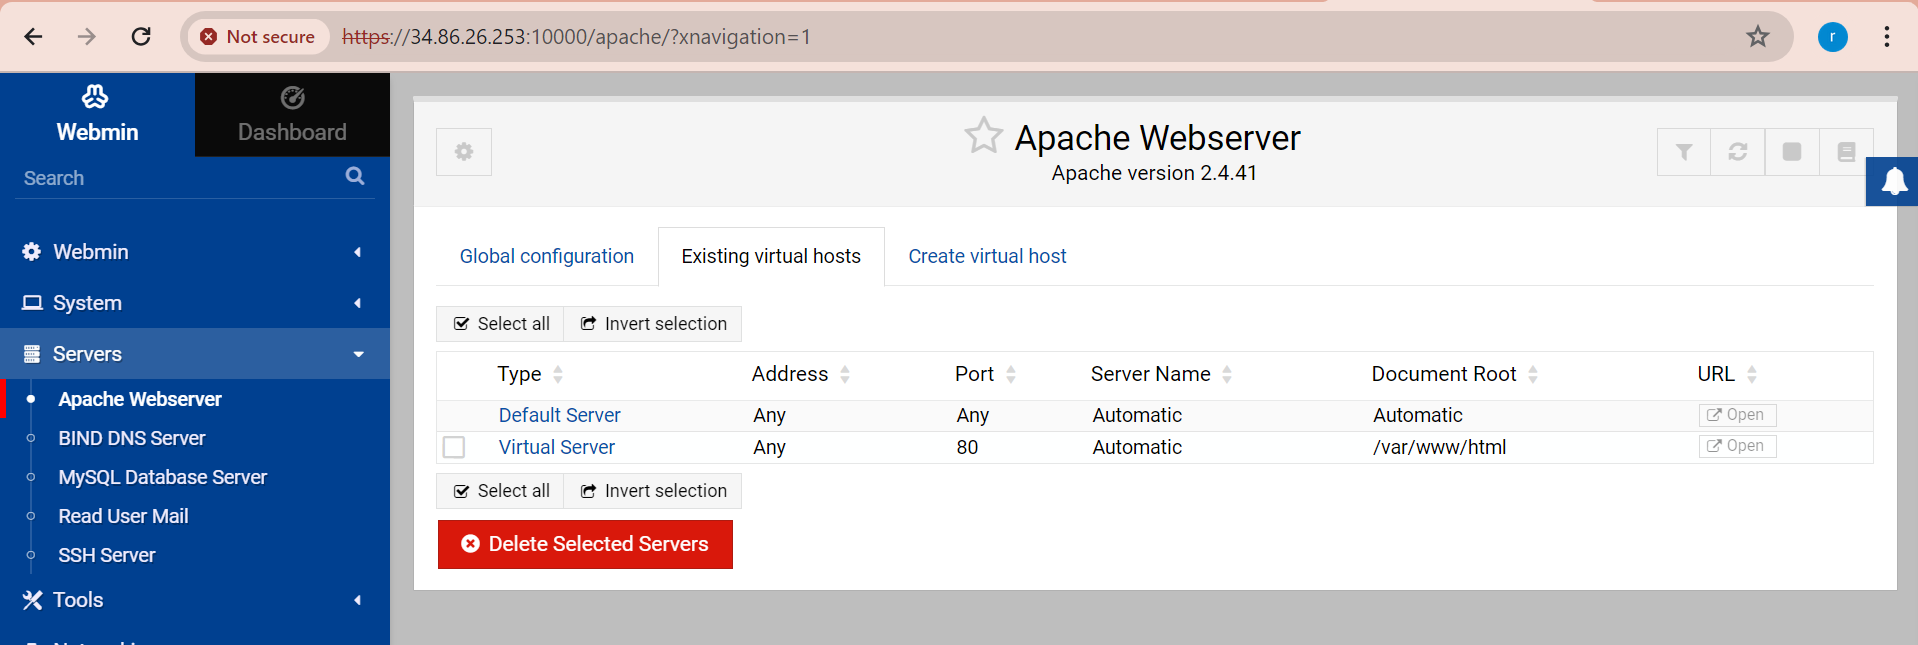 Not secure https://34.86.26.253:10000/apache/?xnavigation=1 r
Webmin
Dashboard
Search
Webmin
System
Servers
Apache Webserver
BIND DNS Server
MySQL Database Server
Read User Mail
SSH Server
Tools
Apache Webserver
Apache version 2.4.41
Global configuration Existing virtual hosts Create virtual host
Select all Invert selection
Type Address Port Server Name Document Root URL
Default Server Any Any Automatic Automatic Open
Virtual Server Any 80 Automatic /var/www/html Open
Select all Invert selection
Delete Selected Servers